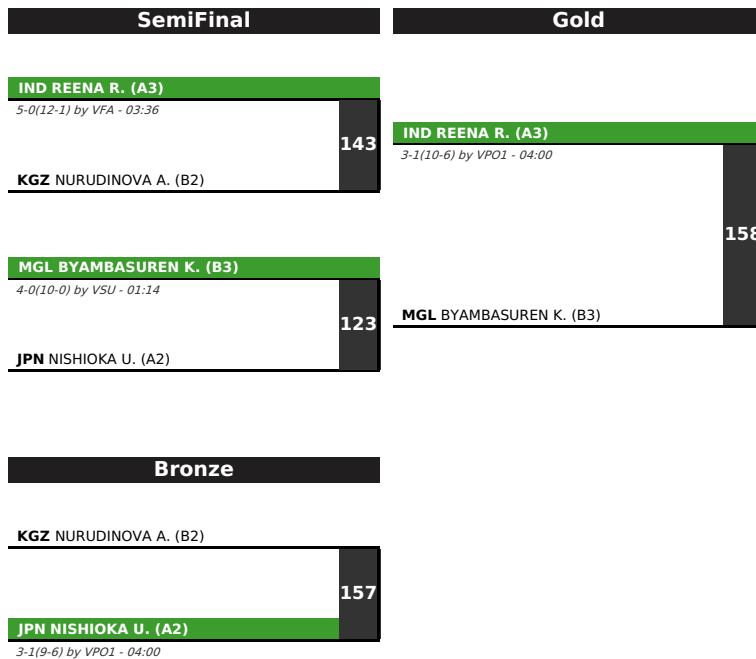 SemiFinal
IND REENA R. (A3)
5-0(12-1) by VFA - 03:36
143
KGZ NURUDINOVA A. (B2)
MGL BYAMBASUREN K. (B3)
4-0(10-0) by VSU - 01:14
123
JPN NISHIOKA U. (A2)
Gold
IND REENA R. (A3)
3-1(10-6) by VPO1 - 04:00
158
MGL BYAMBASUREN K. (B3)
Bronze
KGZ NURUDINOVA A. (B2)
157
JPN NISHIOKA U. (A2)
3-1(9-6) by VPO1 - 04:00